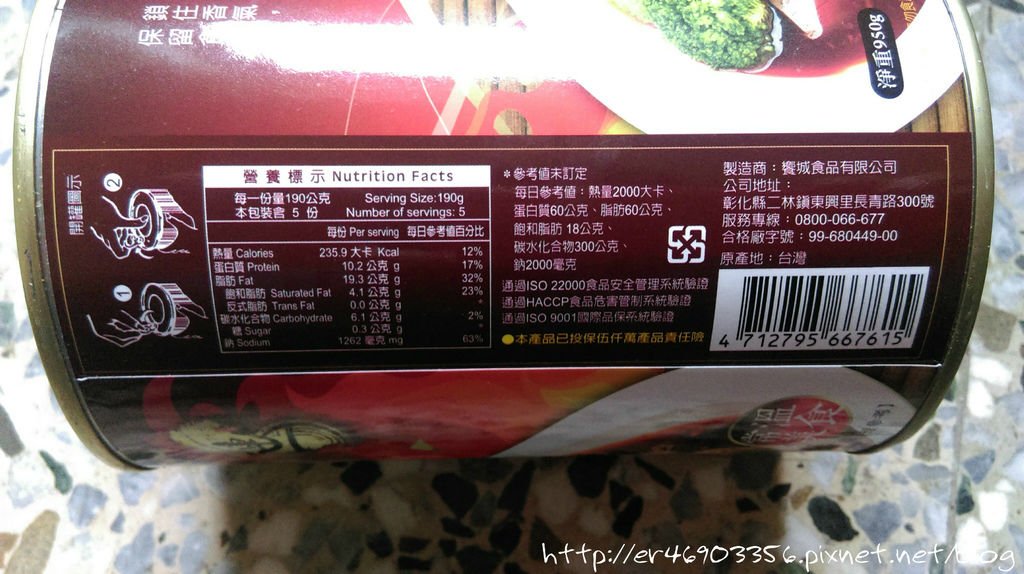 鎖住香氣，
保留
淨重950g
開罐圖示
2
1
營養標示 Nutrition Facts
每一份量190公克 Serving Size:190g
本包裝含 5 份 Number of servings: 5
每份 Per serving 每日參考值百分比
熱量 Calories 235.9 大卡 Kcal 12%
蛋白質 Protein 10.2 公克 g 17%
脂肪 Fat 19.3 公克 g 32%
飽和脂肪 Saturated Fat 4.1 公克 g 23%
反式脂肪 Trans Fat 0.0 公克 g *
碳水化合物 Carbohydrate 6.1 公克 g 2%
糖 Sugar 0.3 公克 g *
鈉 Sodium 1262 毫克 mg 63%
*參考值未訂定
每日參考值：熱量2000大卡、
蛋白質60公克、脂肪60公克、
飽和脂肪 18公克、
碳水化合物300公克、
鈉2000毫克
通過ISO 22000食品安全管理系統驗證
通過HACCP食品危害管制系統驗證
通過ISO 9001國際品保系統驗證
●本產品已投保伍仟萬產品責任險
製造商：饗城食品有限公司
公司地址：
彰化縣二林鎮東興里長青路300號
服務專線：0800-066-677
合格廠字號：99-680449-00
原產地：台灣
4 712795 667615
http://er46903356.pixnet.net/blog